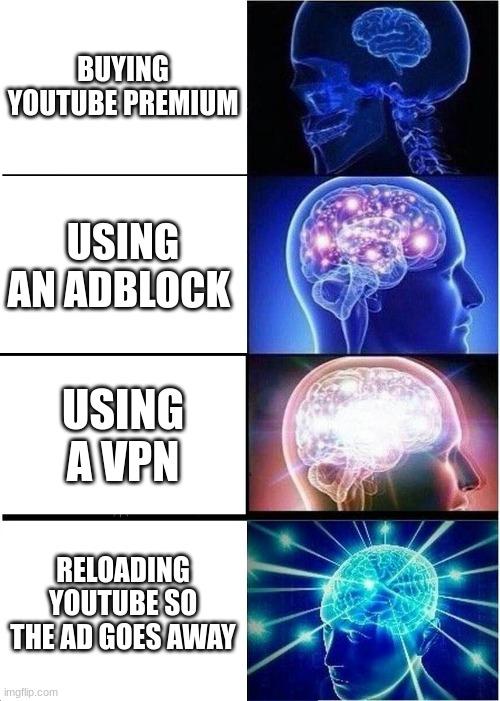 BUYING
YOUTUBE PREMIUM
USING
AN ADBLOCK
USING
A VPN
RELOADING
YOUTUBE SO
THE AD GOES AWAY
imgflip.com